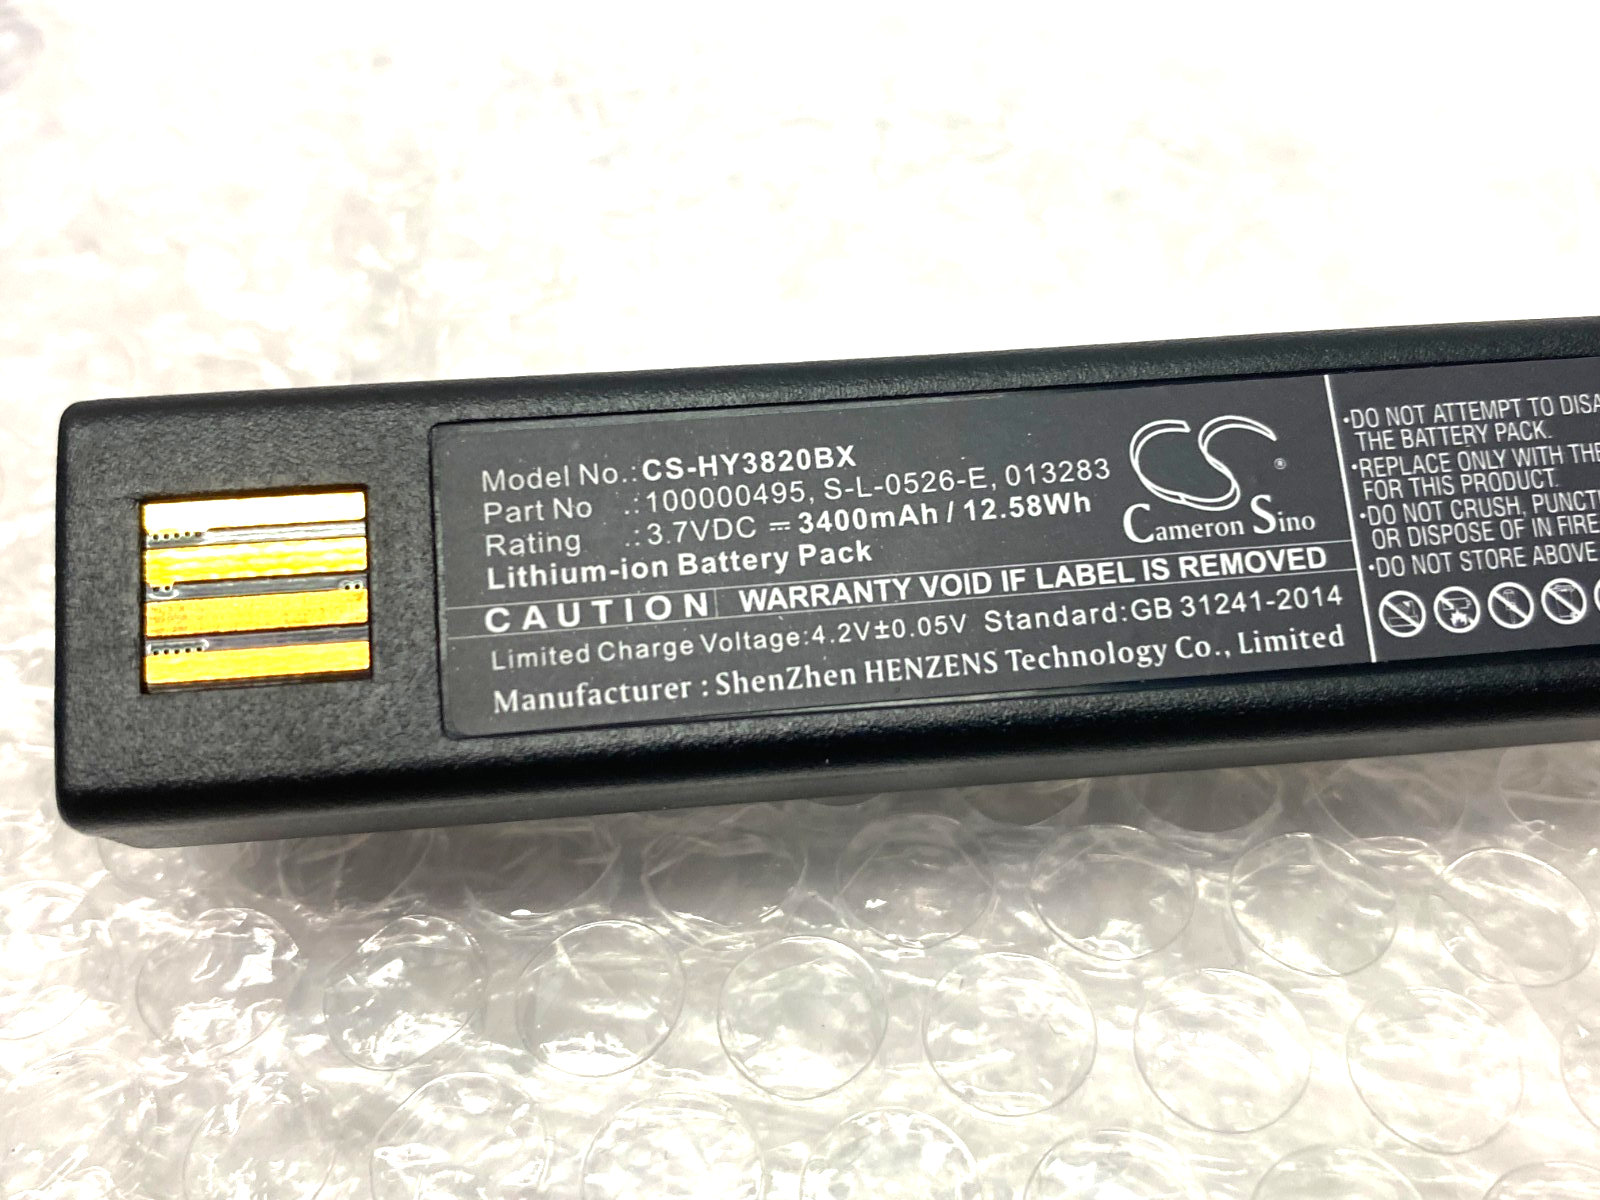 Model No.:CS-HY3820BX
Part No .:100000495, S-L-0526-E, 013283
Rating .:3.7VDC ⎓ 3400mAh / 12.58Wh
Lithium-ion Battery Pack
CS ®
Cameron Sino
CAUTION WARRANTY VOID IF LABEL IS REMOVED
Limited Charge Voltage:4.2V±0.05V Standard:GB 31241-2014
Manufacturer : ShenZhen HENZENS Technology Co., Limited
•DO NOT ATTEMPT TO
THE BATTERY PACK.
•REPLACE ONLY WITH
FOR THIS PRODUCT.
•DO NOT CRUSH,
OR DISPOSE OF IN FIRE
•DO NOT STORE ABOVE